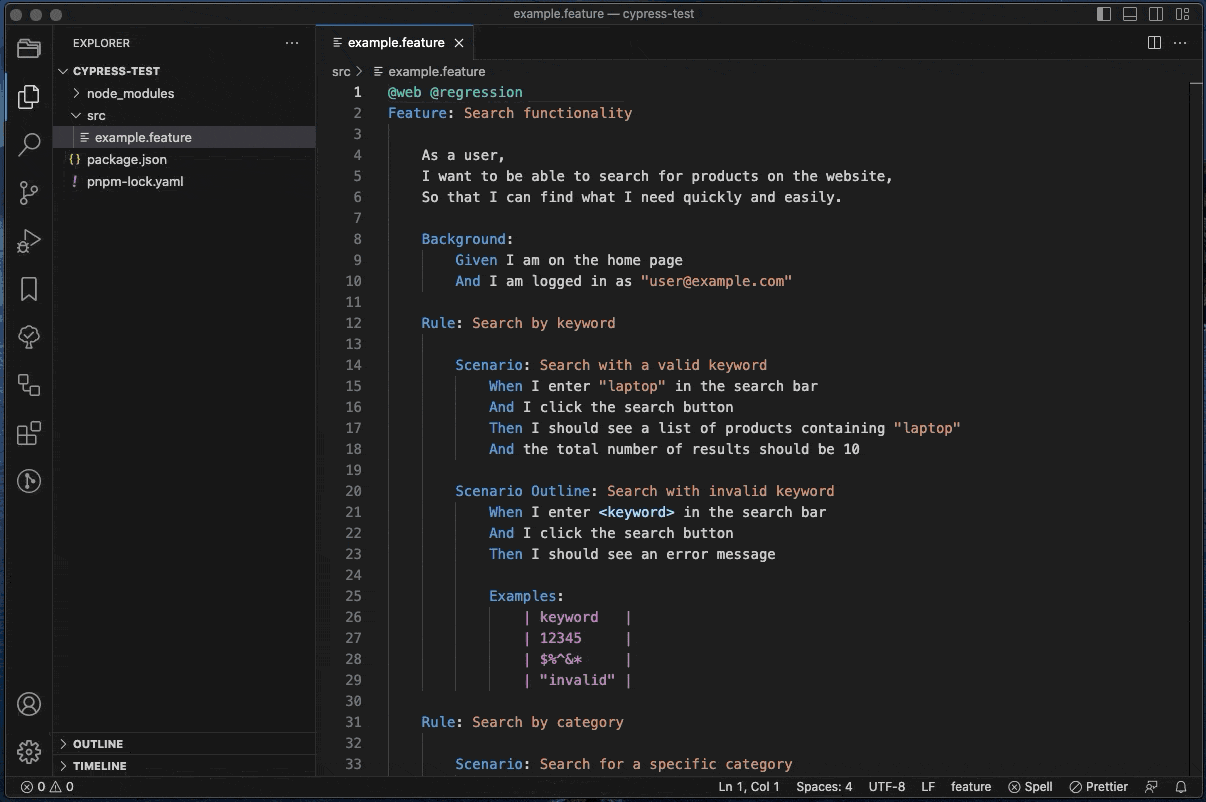 example.feature — cypress-test
EXPLORER
CYPRESS-TEST
node_modules
src
example.feature
{} package.json
! pnpm-lock.yaml
OUTLINE
TIMELINE
example.feature
src > example.feature
1 @web @regression
2 Feature: Search functionality
3
4 As a user,
5 I want to be able to search for products on the website,
6 So that I can find what I need quickly and easily.
7
8 Background:
9 Given I am on the home page
10 And I am logged in as "user@example.com"
11
12 Rule: Search by keyword
13
14 Scenario: Search with a valid keyword
15 When I enter "laptop" in the search bar
16 And I click the search button
17 Then I should see a list of products containing "laptop"
18 And the total number of results should be 10
19
20 Scenario Outline: Search with invalid keyword
21 When I enter <keyword> in the search bar
22 And I click the search button
23 Then I should see an error message
24
25 Examples:
26 | keyword |
27 | 12345 |
28 | $%^&* |
29 | "invalid" |
30
31 Rule: Search by category
32
33 Scenario: Search for a specific category
0 0 Ln 1, Col 1 Spaces: 4 UTF-8 LF feature Spell Prettier